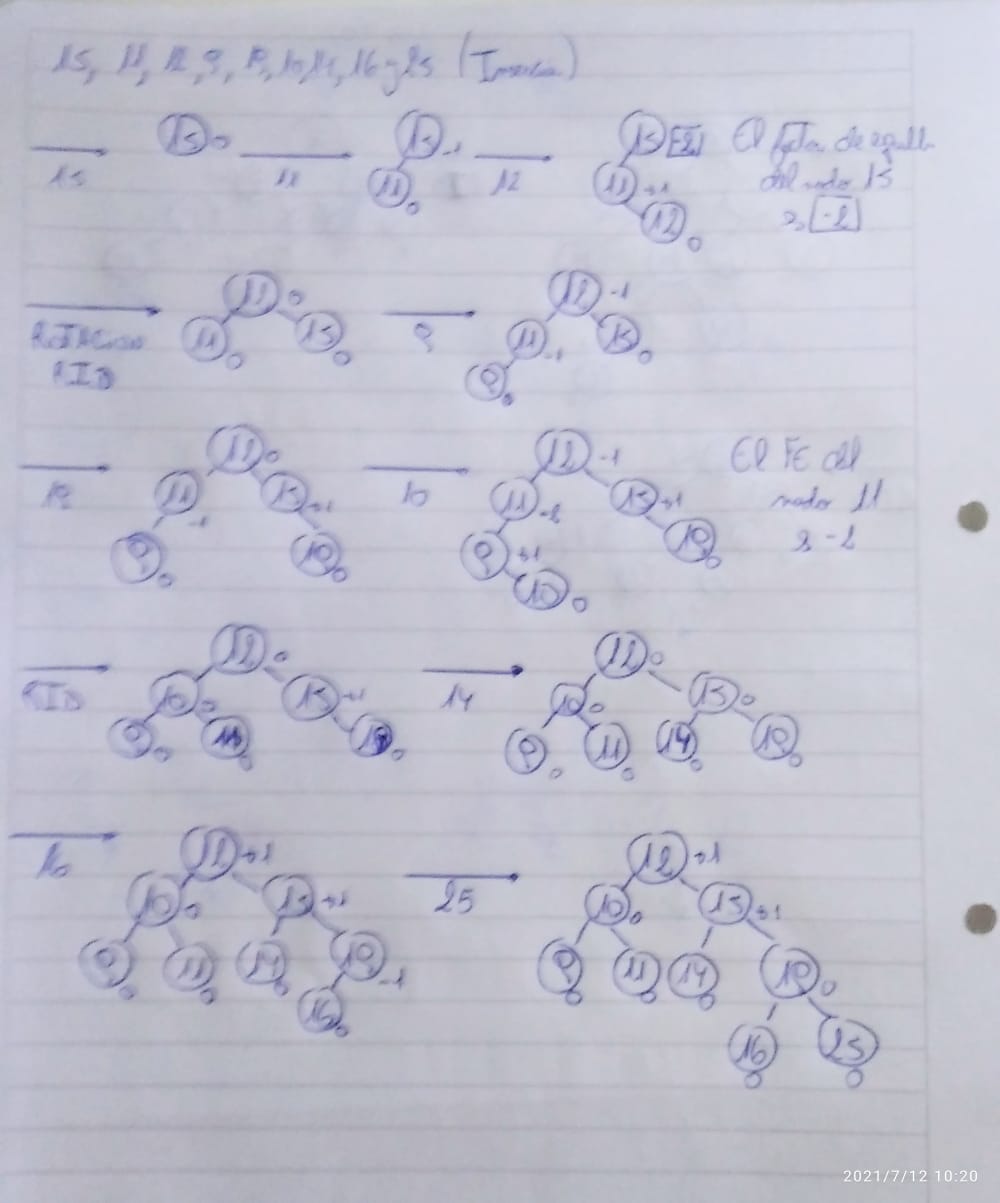 15, 11, 12, 9, 19, 10, 14, 16 y 25 (Inserción)
15 0 15 -1 15 [-2] El factor de equili
15 11 11 0 12 11 +1 del nodo 15
12 0 es [-2]
12 0 12 -1
ROTACION 11 0 15 0 9 11 -1 15 0
RID 9 0
12 0 12 -1 El FE del
19 11 -1 15 +1 10 11 -2 15 +1 nodo 11
9 0 19 0 9 +1 19 0 es -2
10 0
12 0 12 0
RID 10 0 15 +1 14 10 0 15 0
9 0 11 0 19 0 9 0 11 0 14 0 19 0
12 +1 12 +1
16 10 0 15 +1 25 10 0 15 +1
9 0 11 0 14 0 19 -1 9 0 11 0 14 0 19 0
16 0 16 0 25 0
2021/7/12 10:20